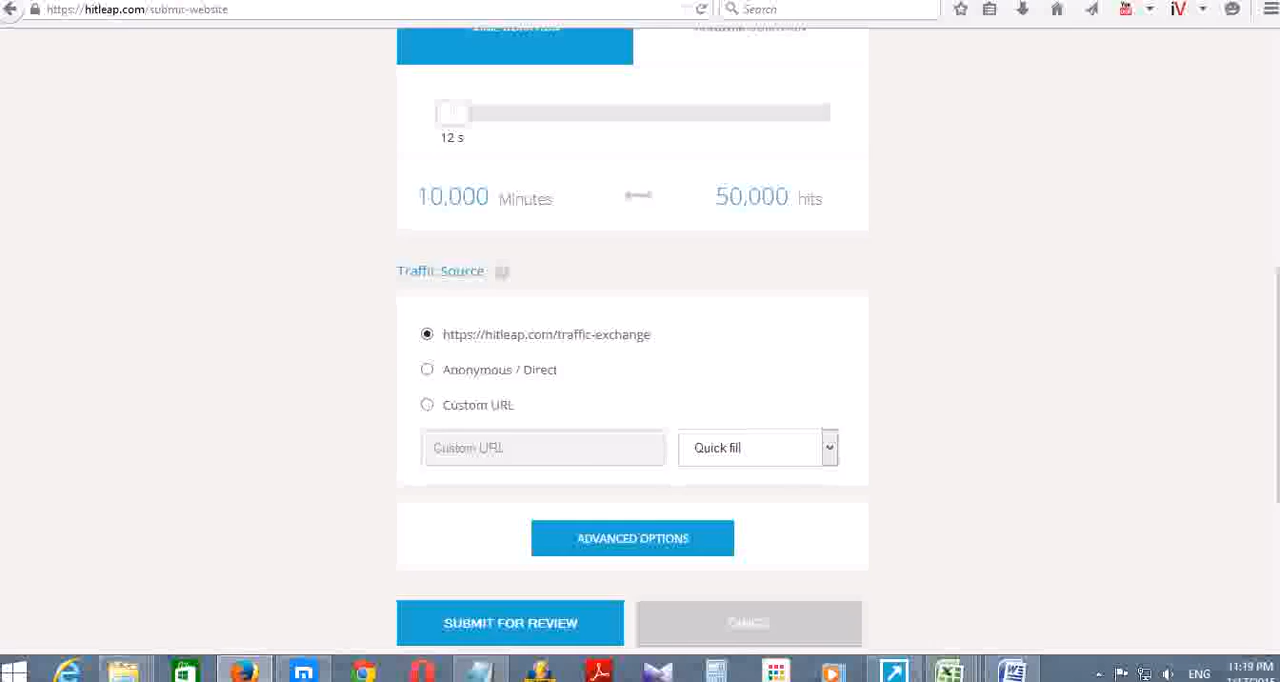 https://hitleap.com/submit-website
Search
12 s
10,000 Minutes
50,000 hits
Traffic Source
https://hitleap.com/traffic-exchange
Anonymous / Direct
Custom URL
Custom URL
Quick fill
ADVANCED OPTIONS
SUBMIT FOR REVIEW
ENG
11:19 PM